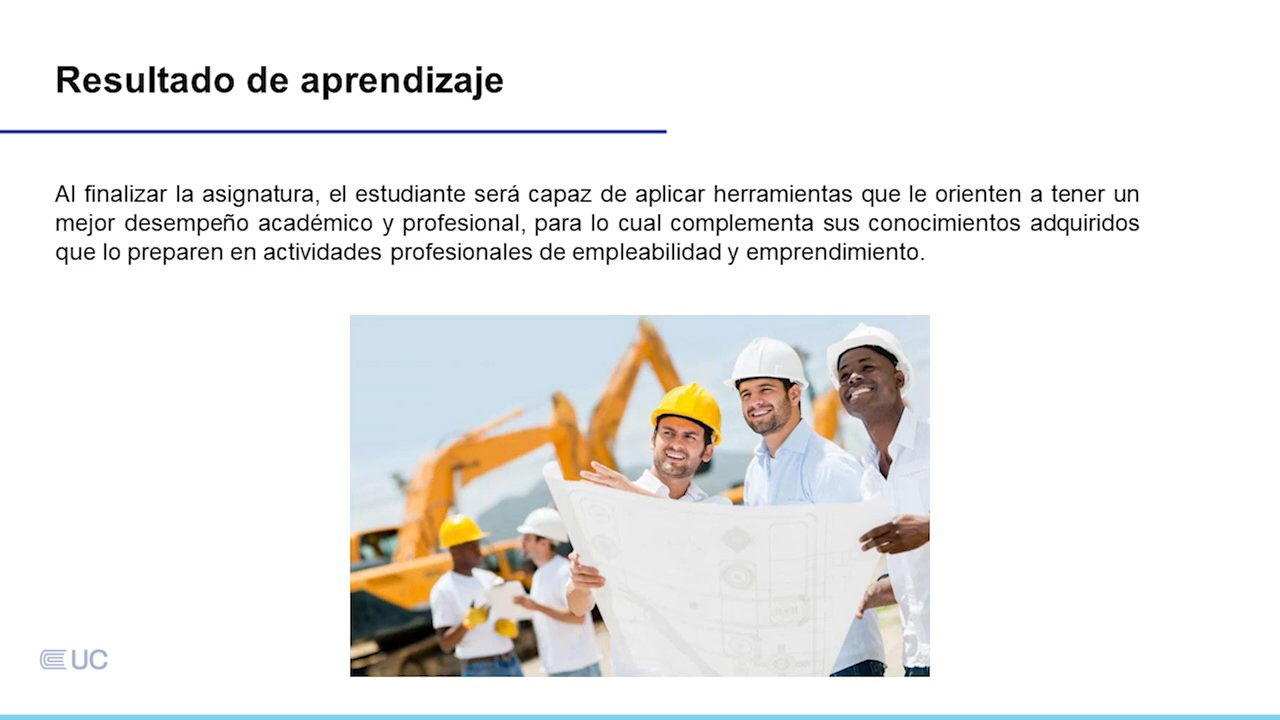 Resultado de aprendizaje
Al finalizar la asignatura, el estudiante será capaz de aplicar herramientas que le orienten a tener un
mejor desempeño académico y profesional, para lo cual complementa sus conocimientos adquiridos
que lo preparen en actividades profesionales de empleabilidad y emprendimiento.
UC